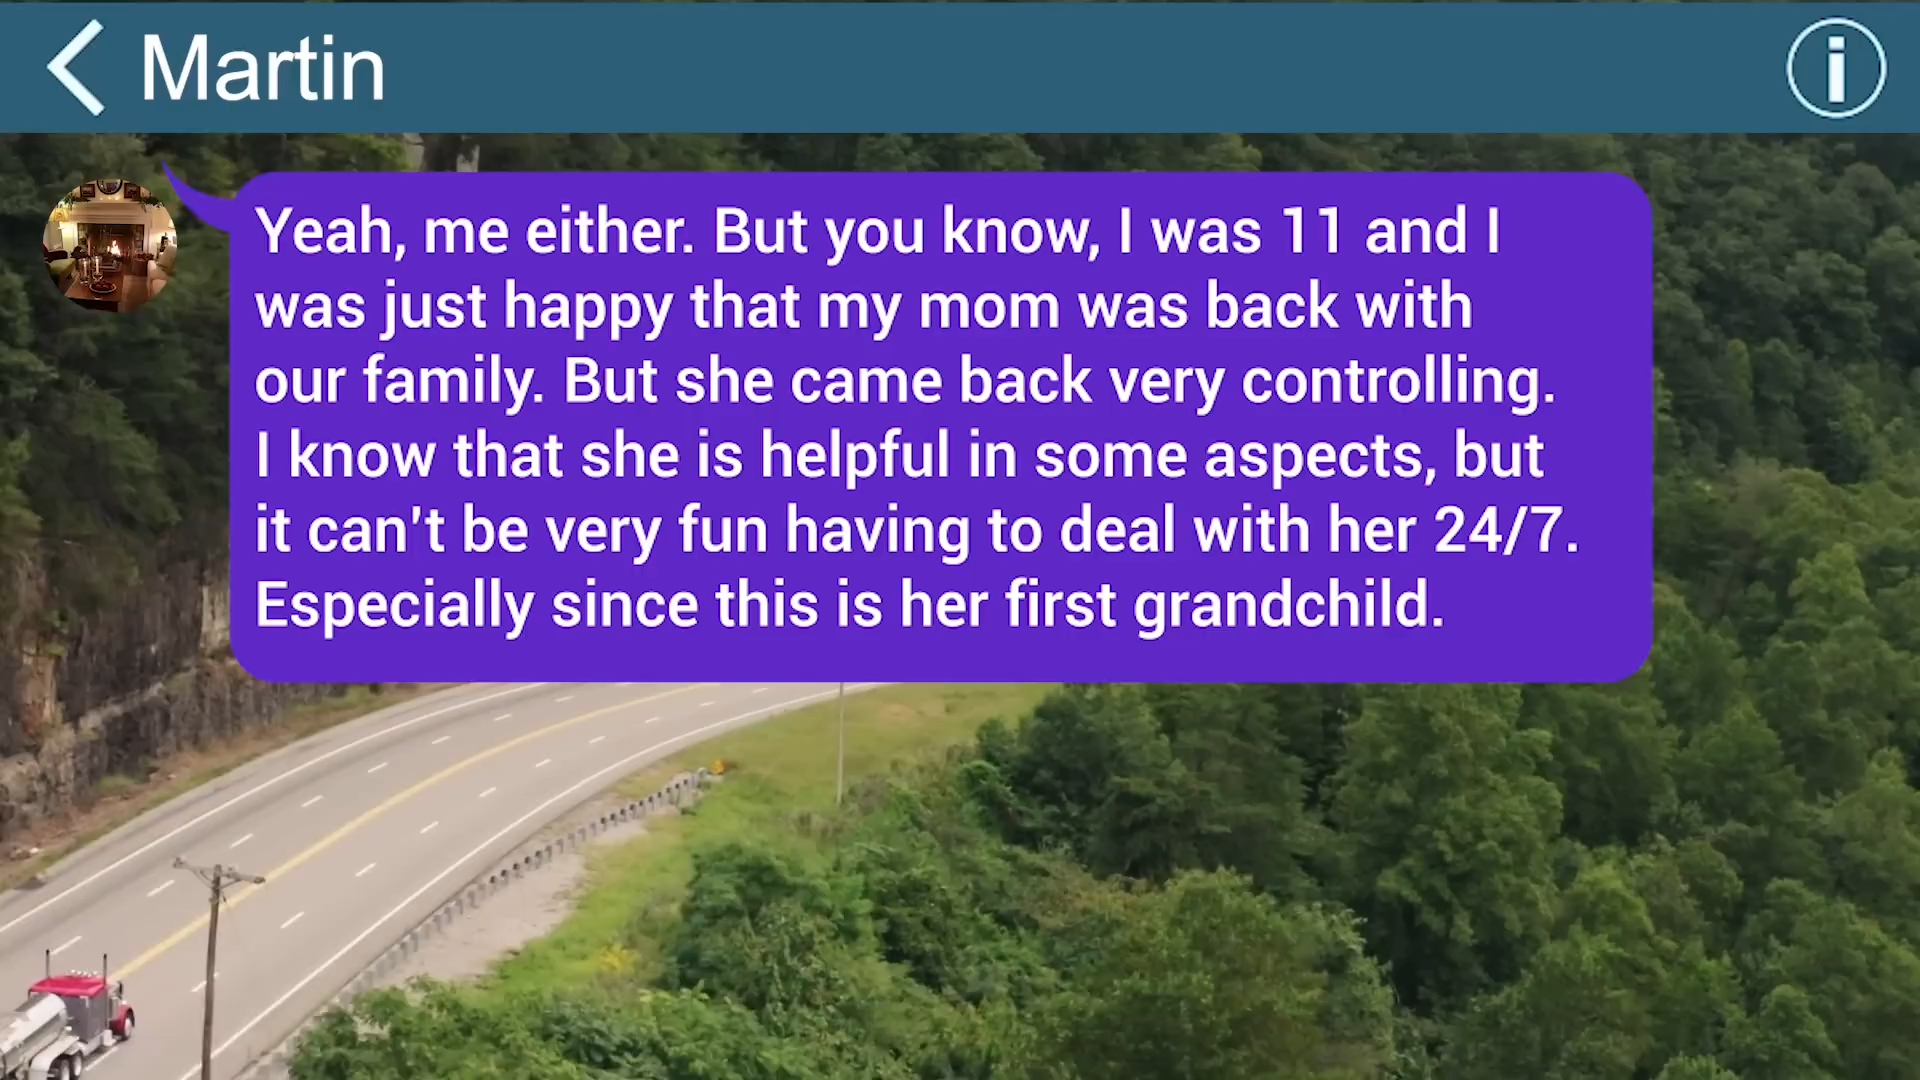 Martin
Yeah, me either. But you know, I was 11 and I
was just happy that my mom was back with
our family. But she came back very controlling.
I know that she is helpful in some aspects, but
it can't be very fun having to deal with her 24/7.
Especially since this is her first grandchild.